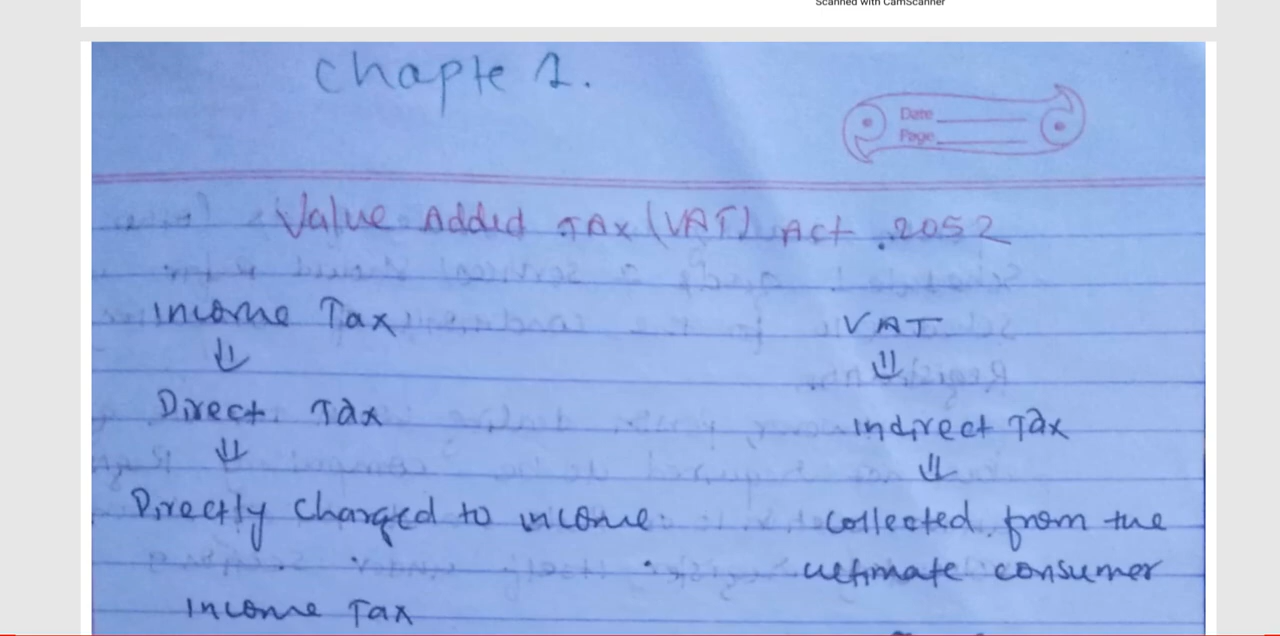 Scanned with CamScanner
Chapte 1.
Date
Page
Value Added Tax (VAT) Act .2052
Income Tax
VAT
⇓
⇓
Direct Tax
Indirect Tax
⇓
⇓
Directly charged to income
collected from the
ultimate consumer
Income Tax